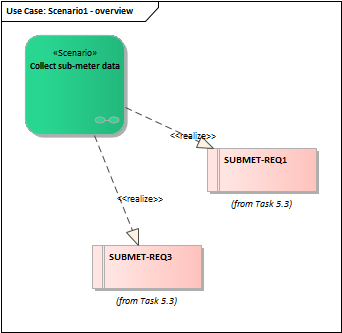 Use Case: Scenario1 - overview
«Scenario»
Collect sub-meter data
<<realize>>
SUBMET-REQ1
(from Task 5.3)
<<realize>>
SUBMET-REQ3
(from Task 5.3)